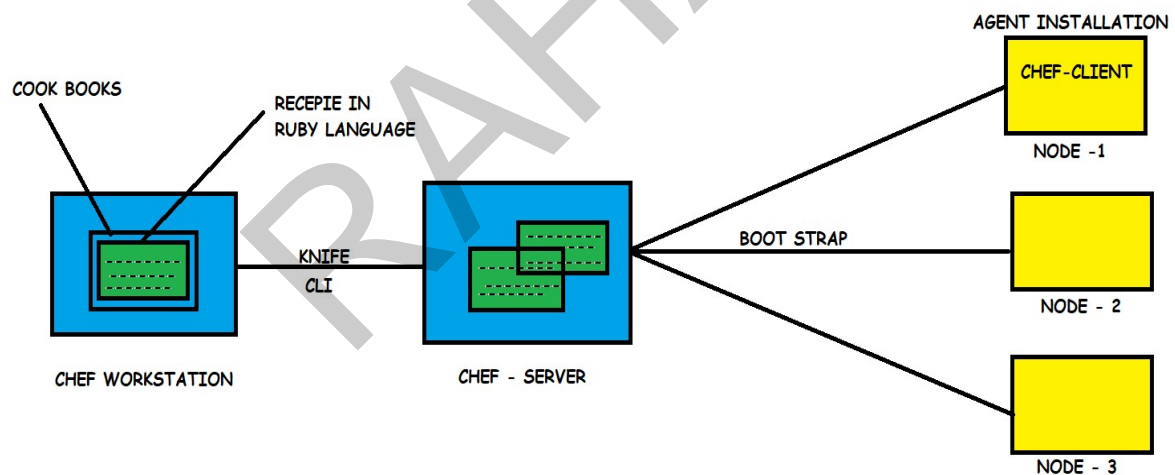 AGENT INSTALLATION
COOK BOOKS
RECEPIE IN
RUBY LANGUAGE
CHEF-CLIENT
NODE -1
KNIFE
CLI
BOOT STRAP
NODE - 2
CHEF WORKSTATION
CHEF - SERVER
NODE - 3